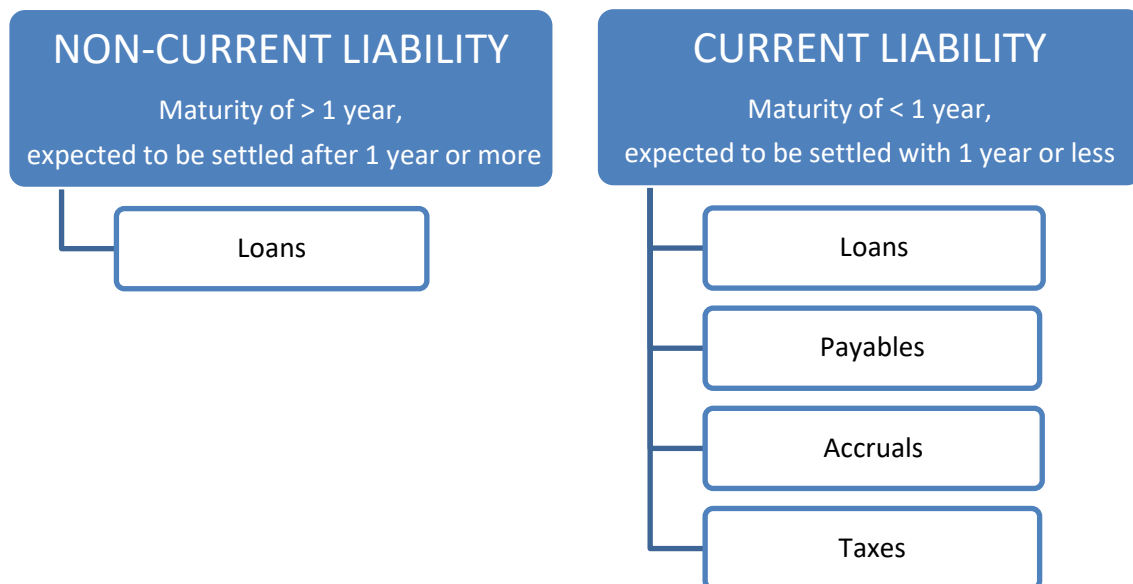 NON-CURRENT LIABILITY
Maturity of > 1 year,
expected to be settled after 1 year or more
Loans
CURRENT LIABILITY
Maturity of < 1 year,
expected to be settled with 1 year or less
Loans
Payables
Accruals
Taxes